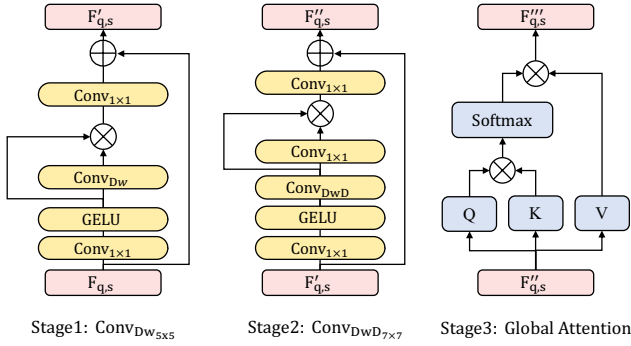 F′q,s
Conv1×1
ConvDw
GELU
Conv1×1
Fq,s
Stage1: ConvDw5x5
F′′q,s
Conv1×1
Conv1×1
ConvDwD
GELU
Conv1×1
F′q,s
Stage2: ConvDwD7×7
F′′′q,s
Softmax
Q K V
F′′q,s
Stage3: Global Attention